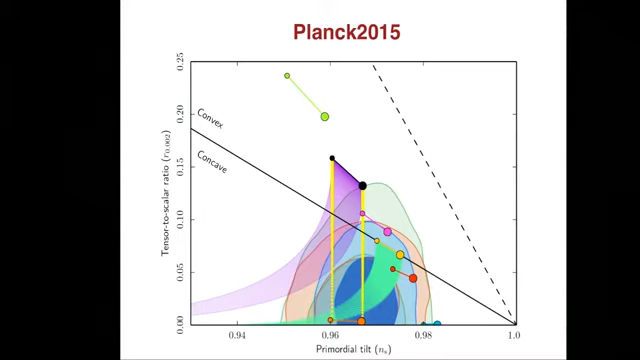 Planck2015
0.25
0.20
0.15
0.10
0.05
0.00
Tensor-to-scalar ratio (r0.002)
Convex
Concave
0.94
0.96
0.98
1.0
Primordial tilt (ns)